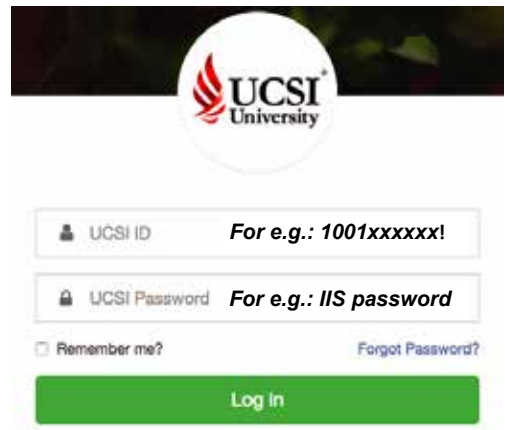 UCSI
University
UCSI ID For e.g.: 1001xxxxxx!
UCSI Password For e.g.: IIS password
Remember me? Forgot Password?
Log In